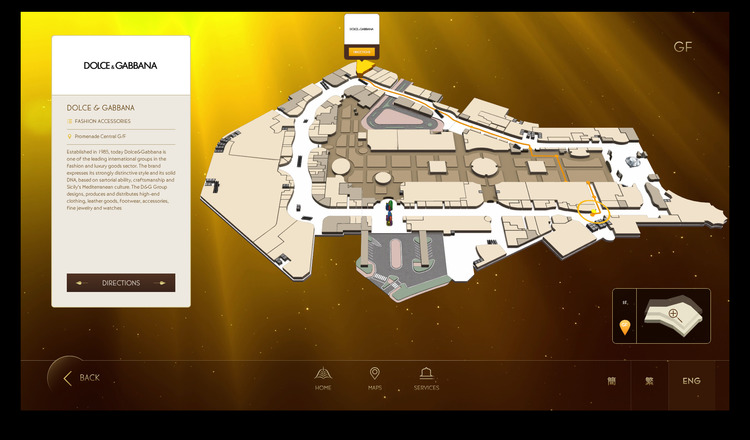 DOLCE & GABBANA
GF
DOLCE & GABBANA
DOLCE & GABBANA
FASHION ACCESSORIES
Promenade Central G/F
Established in 1985, today Dolce&Gabbana is
one of the leading international groups in the
fashion and luxury goods sector. The brand
expresses its strongly distinctive style and its solid
DNA, based on sartorial ability, craftsmanship and
Sicily's Mediterranean culture. The D&G Group
designs, produces and distributes high-end
clothing, leather goods, footwear, accessories,
fine jewelry and watches.
DIRECTIONS
BACK
HOME
MAPS
SERVICES
簡
繁
ENG